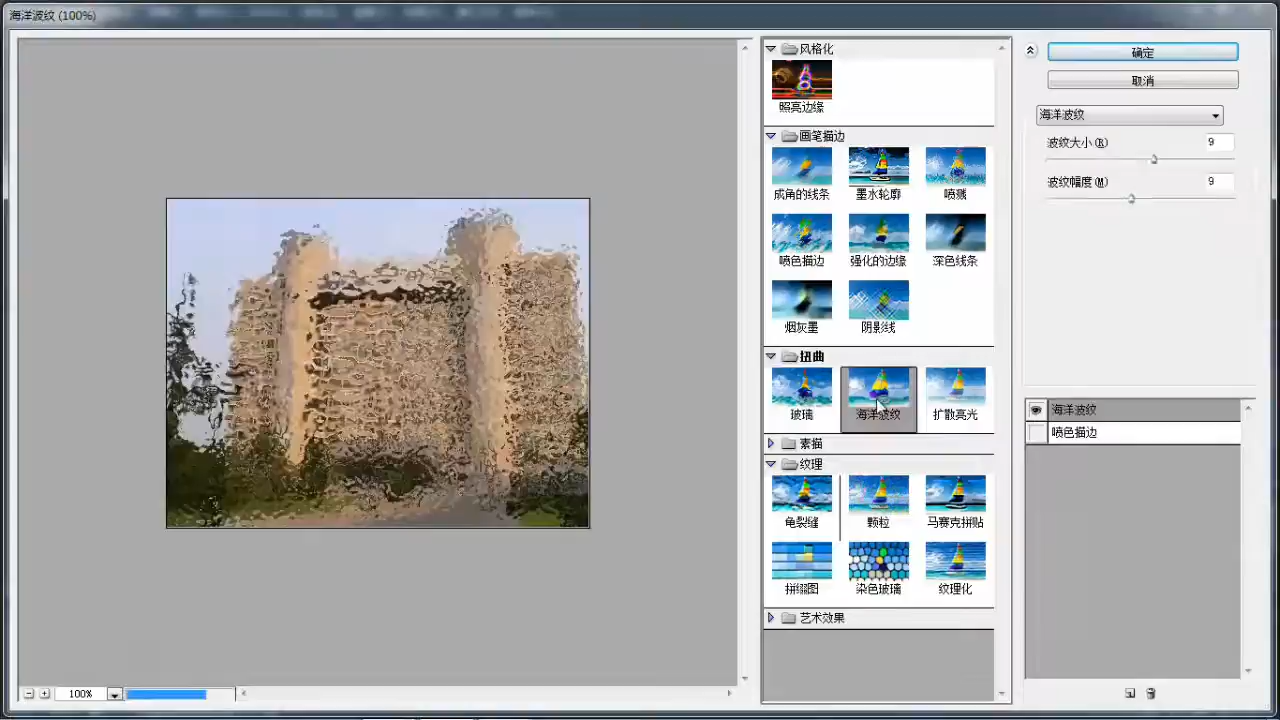 海洋波纹 (100%)
风格化
照亮边缘
画笔描边
成角的线条
墨水轮廓
喷溅
喷色描边
强化的边缘
深色线条
烟灰墨
阴影线
扭曲
玻璃
海洋波纹
扩散亮光
素描
纹理
龟裂缝
颗粒
马赛克拼贴
拼缀图
染色玻璃
纹理化
艺术效果
确定
取消
海洋波纹
波纹大小(R)
9
波纹幅度(M)
9
海洋波纹
喷色描边
100%